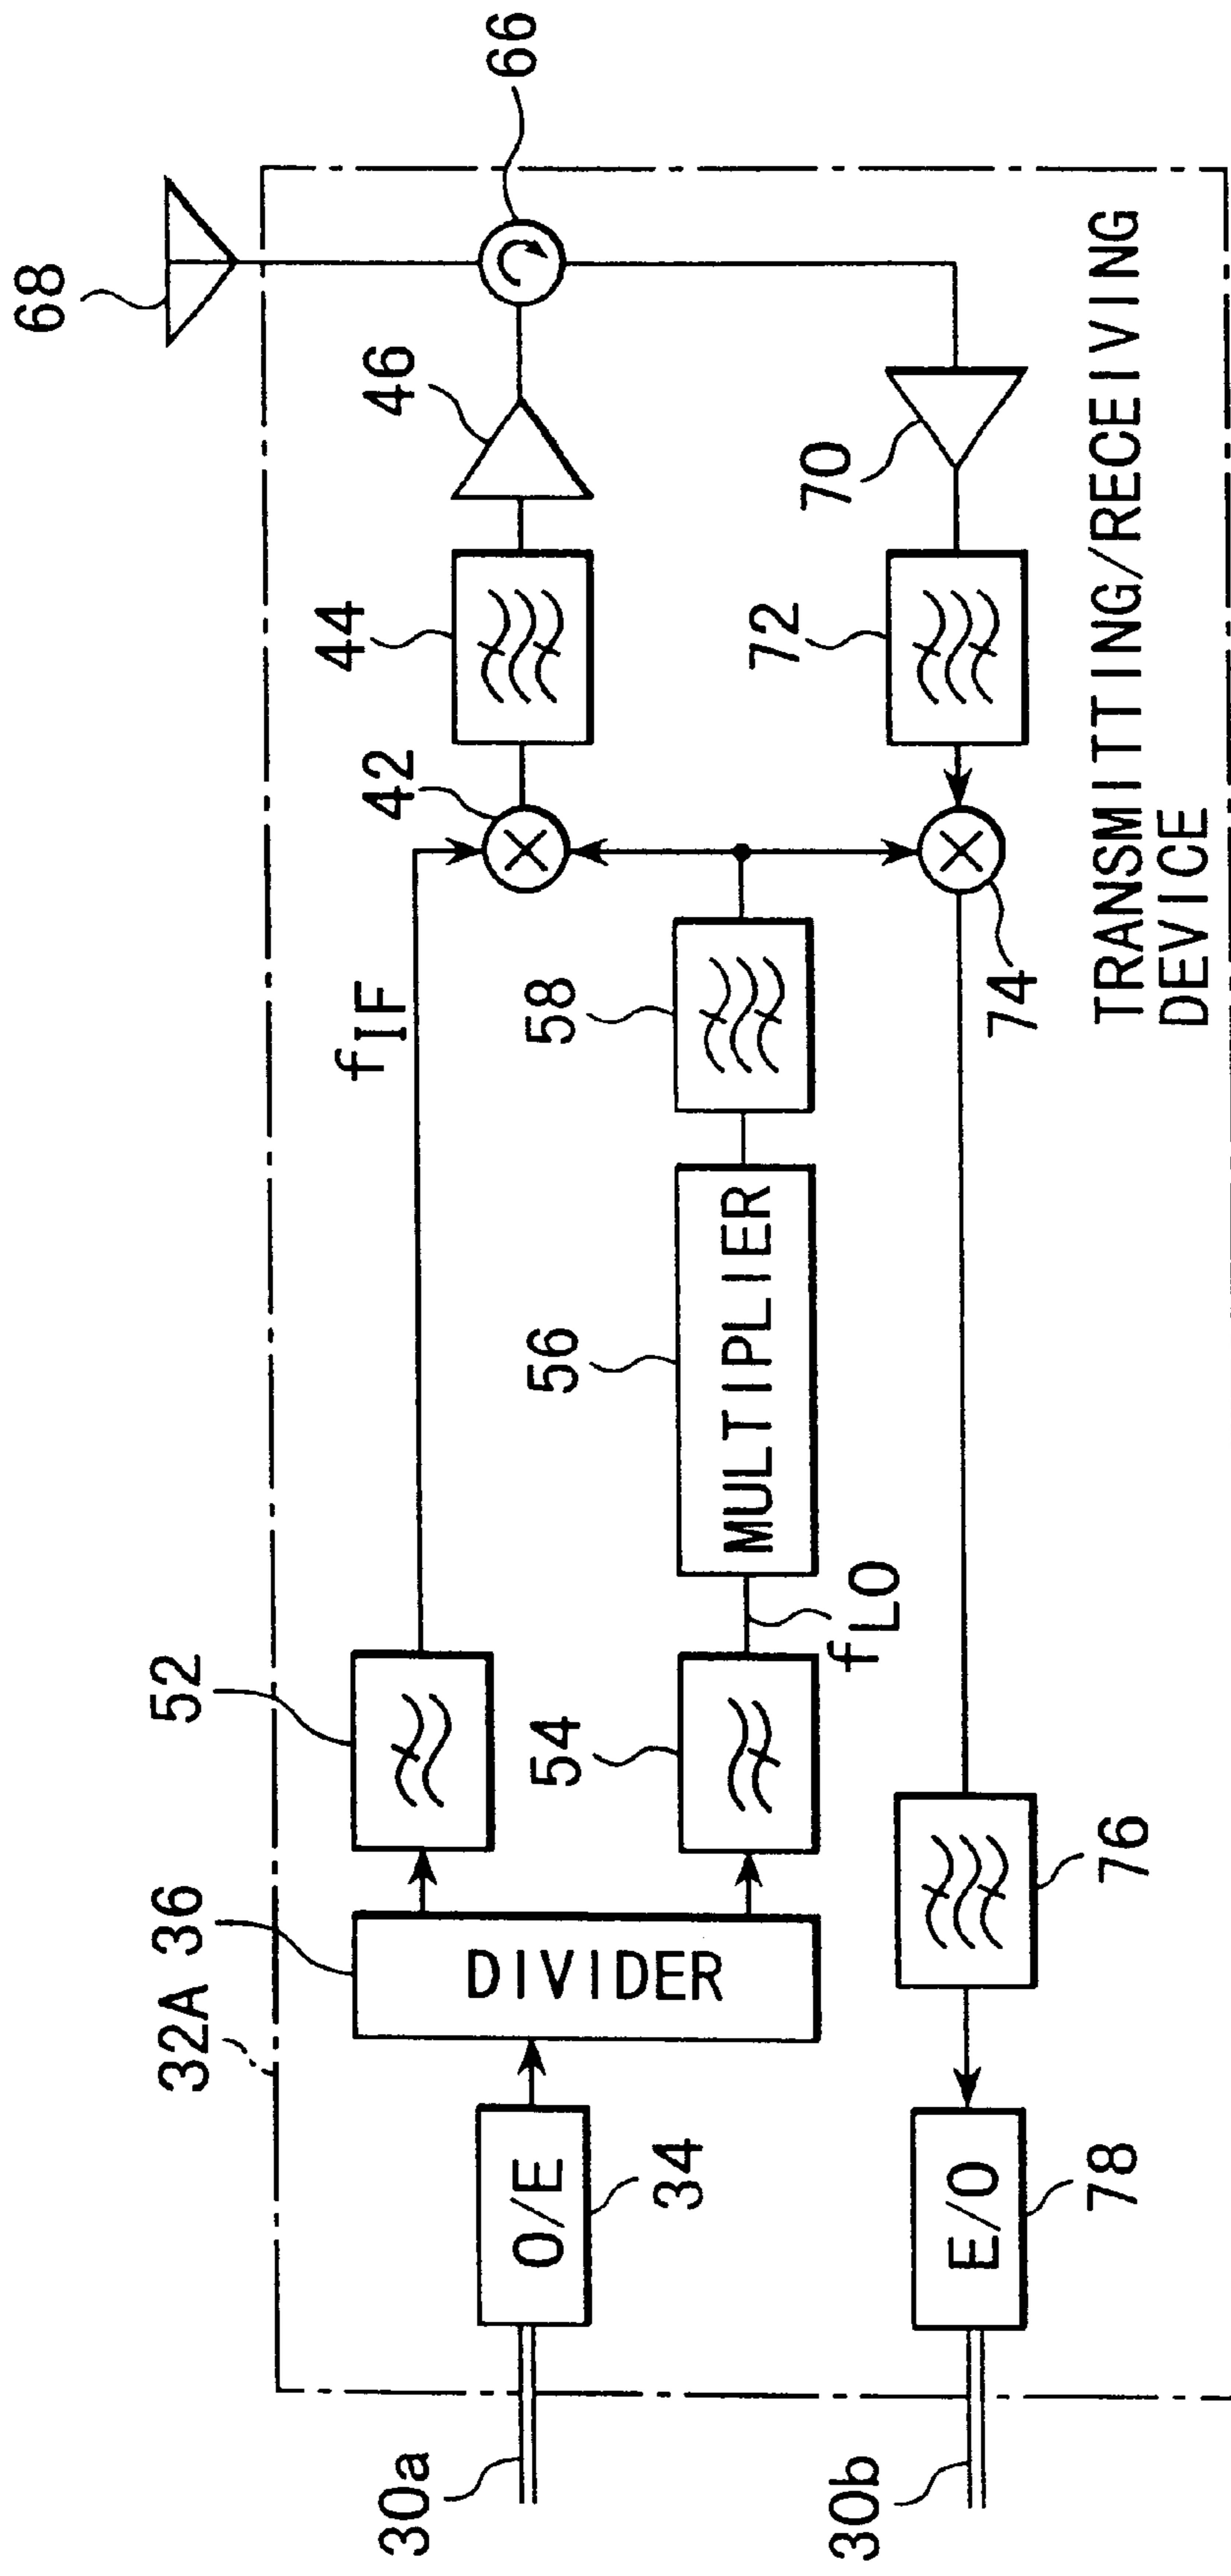 68
66
32A
36
52
f_IF
42
44
46
30a
O/E
34
DIVIDER
54
f_LO
56
MULTIPLIER
58
72
70
30b
E/O
78
76
74
TRANSMITTING/RECEIVING
DEVICE